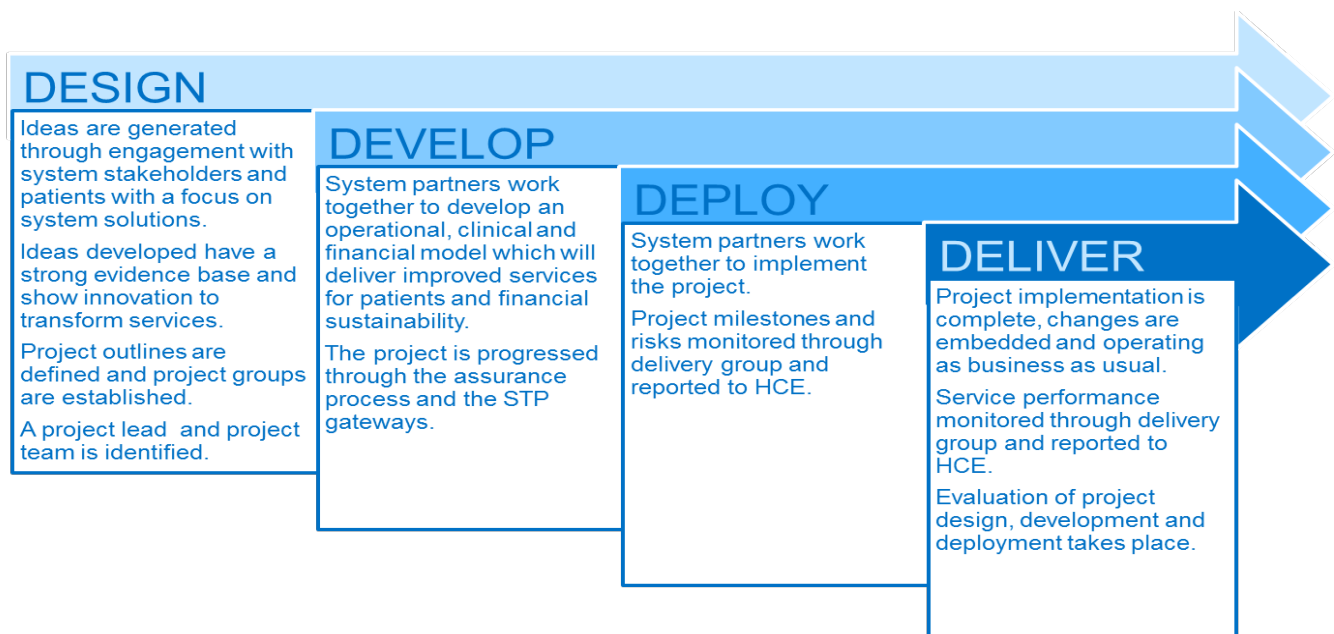 DESIGN
Ideas are generated
through engagement with
system stakeholders and
patients with a focus on
system solutions.
Ideas developed have a
strong evidence base and
show innovation to
transform services.
Project outlines are
defined and project groups
are established.
A project lead and project
team is identified.
DEVELOP
System partners work
together to develop an
operational, clinical and
financial model which will
deliver improved services
for patients and financial
sustainability.
The project is progressed
through the assurance
process and the STP
gateways.
DEPLOY
System partners work
together to implement
the project.
Project milestones and
risks monitored through
delivery group and
reported to HCE.
DELIVER
Project implementation is
complete, changes are
embedded and operating
as business as usual.
Service performance
monitored through delivery
group and reported to
HCE.
Evaluation of project
design, development and
deployment takes place.